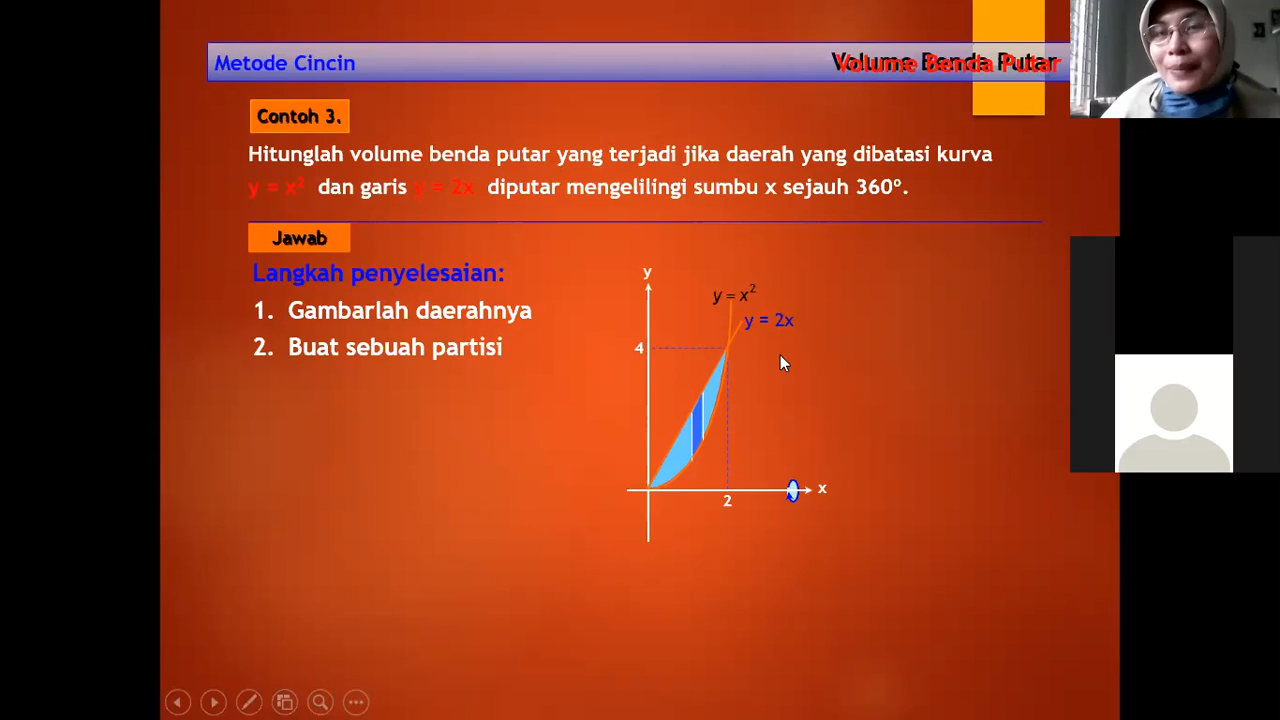 Metode Cincin
Volume Benda Putar
Contoh 3.
Hitunglah volume benda putar yang terjadi jika daerah yang dibatasi kurva
y = x² dan garis y = 2x diputar mengelilingi sumbu x sejauh 360º.
Jawab
Langkah penyelesaian:
1. Gambarlah daerahnya
2. Buat sebuah partisi
y
y = x²
y = 2x
4
x
2